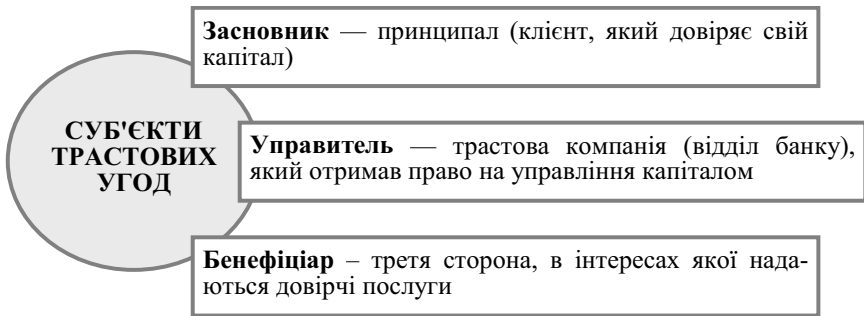 Засновник — принципал (клієнт, який довіряє свій
капітал)
СУБ'ЄКТИ
ТРАСТОВИХ
УГОД
Управитель — трастова компанія (відділ банку),
який отримав право на управління капіталом
Бенефіціар – третя сторона, в інтересах якої нада-
ються довірчі послуги